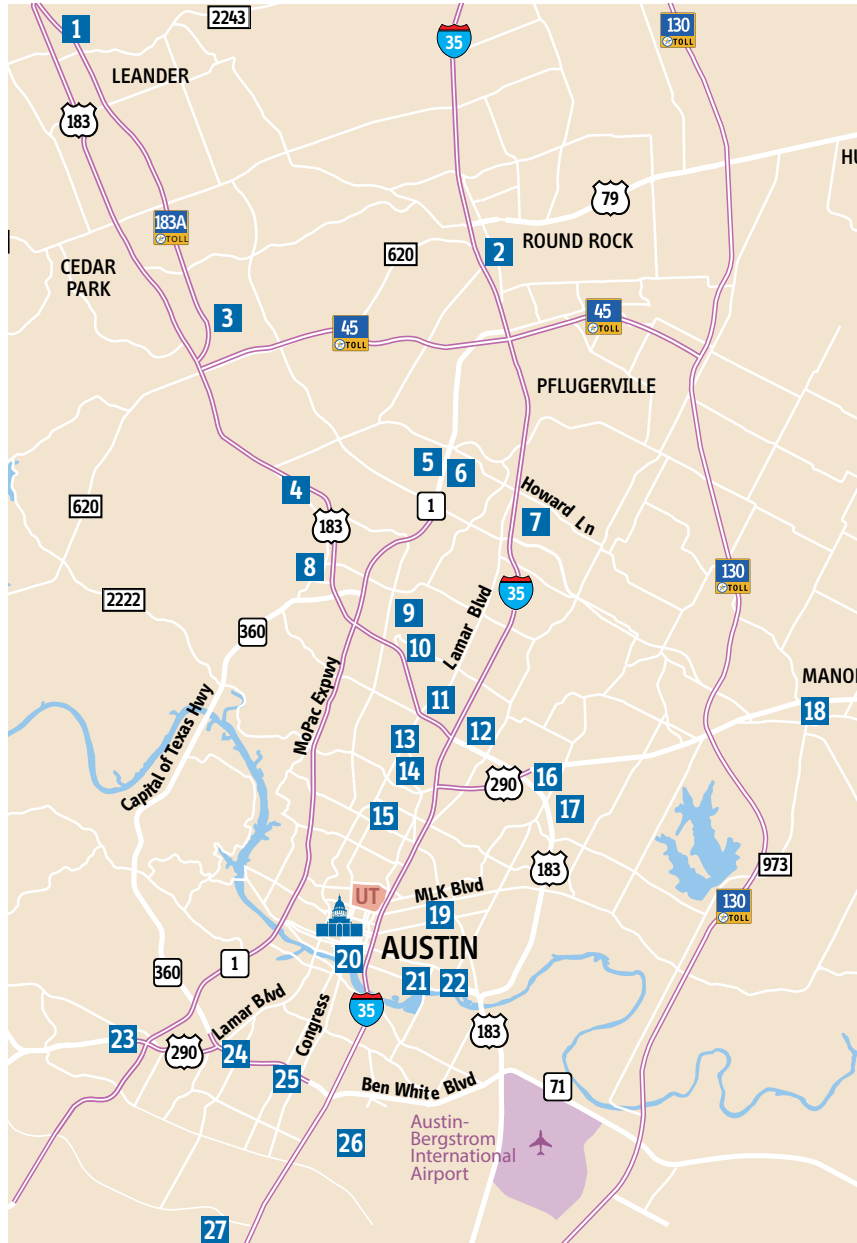 2243
1
35
130
TOLL
LEANDER
183
HU
79
183A
TOLL
2
ROUND ROCK
620
CEDAR
PARK
3
45
TOLL
45
TOLL
PFLUGERVILLE
5
6
4
Howard Ln
620
1
7
183
8
130
TOLL
35
2222
9
Lamar Blvd
360
10
MANOR
11
18
MoPac Expwy
Capital of Texas Hwy
12
13
14
16
290
17
15
183
973
UT
MLK Blvd
130
TOLL
19
AUSTIN
20
1
360
21
22
35
Lamar Blvd
Congress
183
23
290
24
25
Ben White Blvd
71
26
Austin-
Bergstrom
International
Airport
27